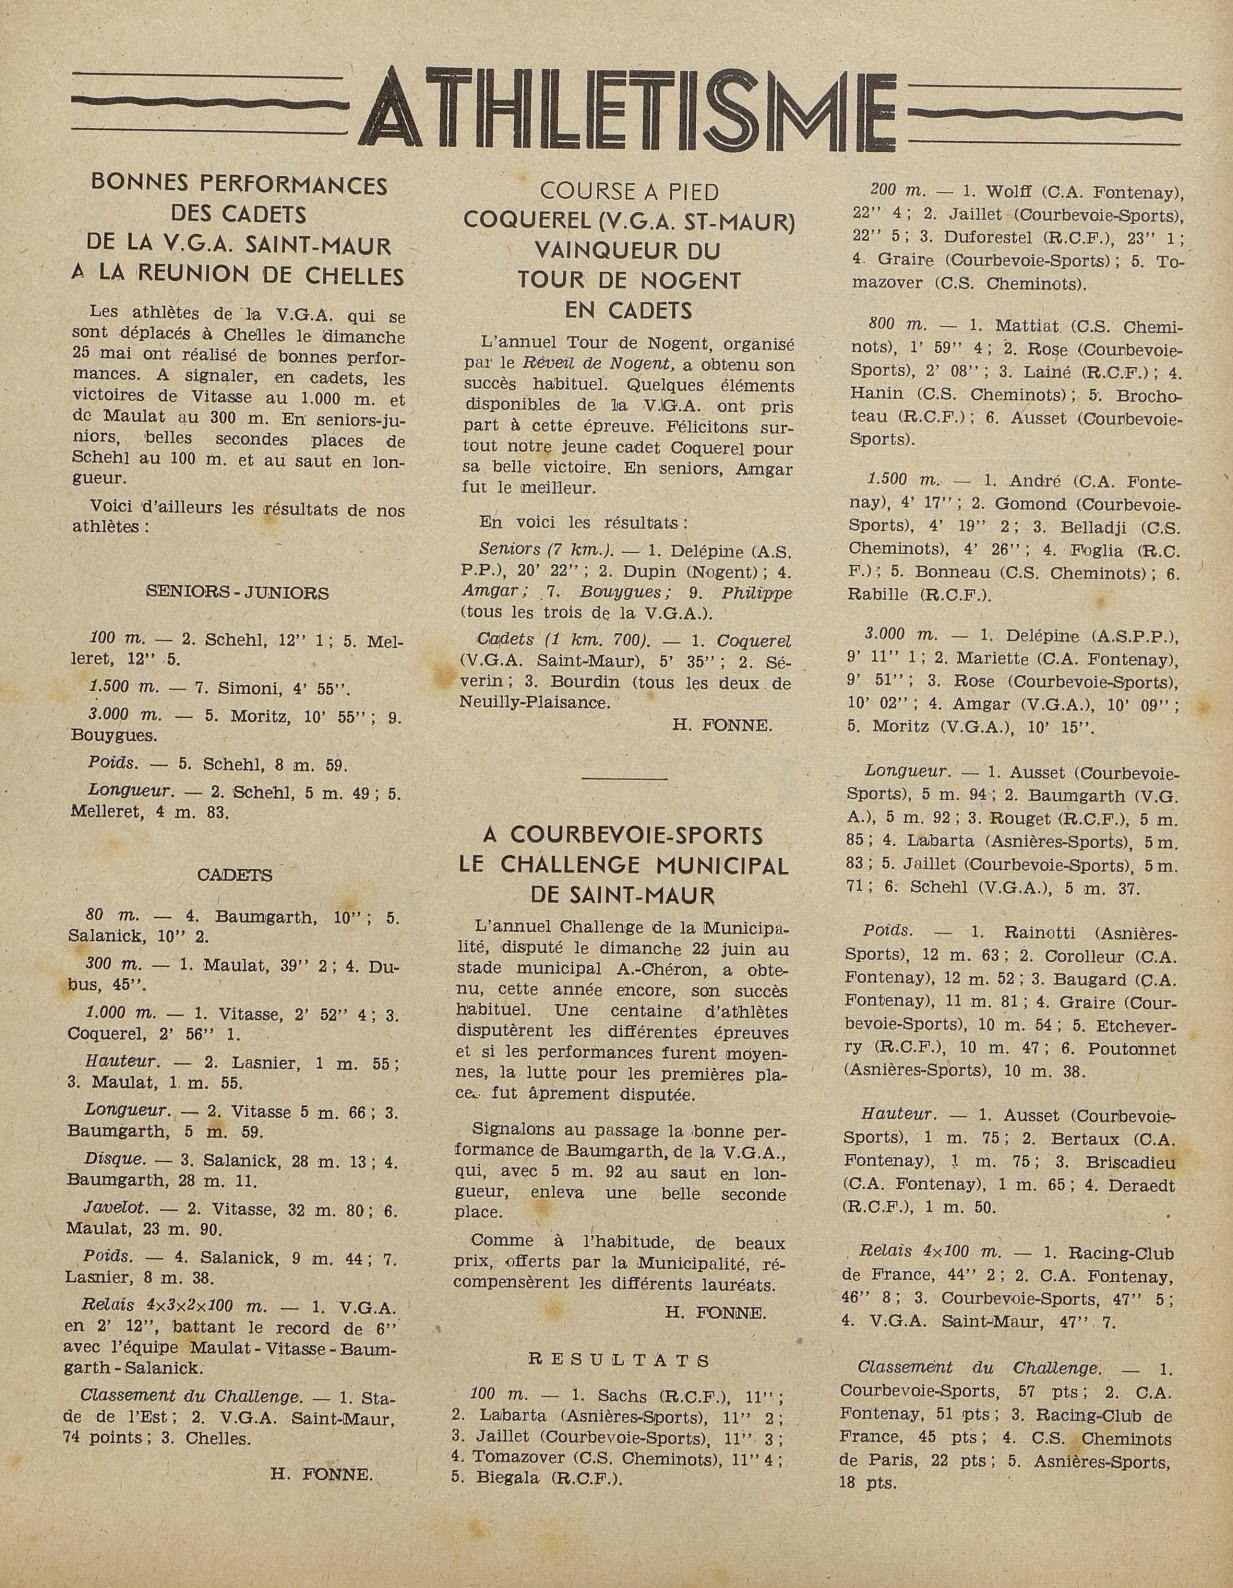 ATHLETISME
BONNES PERFORMANCES
DES CADETS
DE LA V.G.A. SAINT-MAUR
A LA REUNION DE CHELLES
Les athlètes de la V.G.A. qui se
sont déplacés à Chelles le dimanche
25 mai ont réalisé de bonnes perfor-
mances. A signaler, en cadets, les
victoires de Vitasse au 1.000 m. et
de Maulat au 300 m. En seniors-ju-
niors, belles secondes places de
Schehl au 100 m. et au saut en lon-
gueur.
Voici d'ailleurs les résultats de nos
athlètes :
SENIORS - JUNIORS
100 m. — 2. Schehl, 12'' 1 ; 5. Mel-
leret, 12'' 5.
1.500 m. — 7. Simoni, 4' 55''.
3.000 m. — 5. Moritz, 10' 55'' ; 9.
Bouygues.
Poids. — 5. Schehl, 8 m. 59.
Longueur. — 2. Schehl, 5 m. 49 ; 5.
Melleret, 4 m. 83.
CADETS
80 m. — 4. Baumgarth, 10'' ; 5.
Salanick, 10'' 2.
300 m. — 1. Maulat, 39'' 2 ; 4. Du-
bus, 45''.
1.000 m. — 1. Vitasse, 2' 52'' 4 ; 3.
Coquerel, 2' 56'' 1.
Hauteur. — 2. Lasnier, 1 m. 55 ;
3. Maulat, 1 m. 55.
Longueur. — 2. Vitasse 5 m. 66 ; 3.
Baumgarth, 5 m. 59.
Disque. — 3. Salanick, 28 m. 13 ; 4.
Baumgarth, 28 m. 11.
Javelot. — 2. Vitasse, 32 m. 80 ; 6.
Maulat, 23 m. 90.
Poids. — 4. Salanick, 9 m. 44 ; 7.
Lasnier, 8 m. 38.
Relais 4x3x2x100 m. — 1. V.G.A.
en 2' 12'', battant le record de 6''
avec l'équipe Maulat - Vitasse - Baum-
garth - Salanick.
Classement du Challenge. — 1. Sta-
de de l'Est ; 2. V.G.A. Saint-Maur,
74 points ; 3. Chelles.
H. FONNE.
COURSE A PIED
COQUEREL (V.G.A. ST-MAUR)
VAINQUEUR DU
TOUR DE NOGENT
EN CADETS
L'annuel Tour de Nogent, organisé
par le Réveil de Nogent, a obtenu son
succès habituel. Quelques éléments
disponibles de la V.G.A. ont pris
part à cette épreuve. Félicitons sur-
tout notre jeune cadet Coquerel pour
sa belle victoire. En seniors, Amgar
fut le meilleur.
En voici les résultats :
Seniors (7 km.). — 1. Delépine (A.S.
P.P.), 20' 22'' ; 2. Dupin (Nogent) ; 4.
Amgar ; 7. Bouygues ; 9. Philippe
(tous les trois de la V.G.A.).
Cadets (1 km. 700). — 1. Coquerel
(V.G.A. Saint-Maur), 5' 35'' ; 2. Sé-
verin ; 3. Bourdin (tous les deux de
Neuilly-Plaisance.
H. FONNE.
A COURBEVOIE-SPORTS
LE CHALLENGE MUNICIPAL
DE SAINT-MAUR
L'annuel Challenge de la Municipa-
lité, disputé le dimanche 22 juin au
stade municipal A.-Chéron, a obte-
nu, cette année encore, son succès
habituel. Une centaine d'athlètes
disputèrent les différentes épreuves
et si les performances furent moyen-
nes, la lutte pour les premières pla-
ces fut âprement disputée.
Signalons au passage la bonne per-
formance de Baumgarth, de la V.G.A.,
qui, avec 5 m. 92 au saut en lon-
gueur, enleva une belle seconde
place.
Comme à l'habitude, de beaux
prix, offerts par la Municipalité, ré-
compensèrent les différents lauréats.
H. FONNE.
RESULTATS
100 m. — 1. Sachs (R.C.F.), 11'' ;
2. Labarta (Asnières-Sports), 11'' 2 ;
3. Jaillet (Courbevoie-Sports), 11'' 3 ;
4. Tomazover (C.S. Cheminots), 11'' 4 ;
5. Biegala (R.C.F.).
200 m. — 1. Wolff (C.A. Fontenay),
22'' 4 ; 2. Jaillet (Courbevoie-Sports),
22'' 5 ; 3. Duforestel (R.C.F.), 23'' 1 ;
4. Graire (Courbevoie-Sports) ; 5. To-
mazover (C.S. Cheminots).
800 m. — 1. Mattiat (C.S. Chemi-
nots), 1' 59'' 4 ; 2. Rose (Courbevoie-
Sports), 2' 08'' ; 3. Lainé (R.C.F.) ; 4.
Hanin (C.S. Cheminots) ; 5. Brocho-
teau (R.C.F.) ; 6. Ausset (Courbevoie-
Sports).
1.500 m. — 1. André (C.A. Fonte-
nay), 4' 17'' ; 2. Gomond (Courbevoie-
Sports), 4' 19'' 2 ; 3. Belladji (C.S.
Cheminots), 4' 26'' ; 4. Foglia (R.C.
F.) ; 5. Bonneau (C.S. Cheminots) ; 6.
Rabille (R.C.F.).
3.000 m. — 1. Delépine (A.S.P.P.),
9' 11'' 1 ; 2. Mariette (C.A. Fontenay),
9' 51'' ; 3. Rose (Courbevoie-Sports),
10' 02'' ; 4. Amgar (V.G.A.), 10' 09'' ;
5. Moritz (V.G.A.), 10' 15''.
Longueur. — 1. Ausset (Courbevoie-
Sports), 5 m. 94 ; 2. Baumgarth (V.G.
A.), 5 m. 92 ; 3. Rouget (R.C.F.), 5 m.
85 ; 4. Labarta (Asnières-Sports), 5 m.
83 ; 5. Jaillet (Courbevoie-Sports), 5 m.
71 ; 6. Schehl (V.G.A.), 5 m. 37.
Poids. — 1. Rainotti (Asnières-
Sports), 12 m. 63 ; 2. Corolleur (C.A.
Fontenay), 12 m. 52 ; 3. Baugard (C.A.
Fontenay), 11 m. 81 ; 4. Graire (Cour-
bevoie-Sports), 10 m. 54 ; 5. Etchever-
ry (R.C.F.), 10 m. 47 ; 6. Poutonnet
(Asnières-Sports), 10 m. 38.
Hauteur. — 1. Ausset (Courbevoie-
Sports), 1 m. 75 ; 2. Bertaux (C.A.
Fontenay), 1 m. 75 ; 3. Briscadieu
(C.A. Fontenay), 1 m. 65 ; 4. Deraedt
(R.C.F.), 1 m. 50.
Relais 4x100 m. — 1. Racing-Club
de France, 44'' 2 ; 2. C.A. Fontenay,
46'' 8 ; 3. Courbevoie-Sports, 47'' 5 ;
4. V.G.A. Saint-Maur, 47'' 7.
Classement du Challenge. — 1.
Courbevoie-Sports, 57 pts ; 2. C.A.
Fontenay, 51 pts ; 3. Racing-Club de
France, 45 pts ; 4. C.S. Cheminots
de Paris, 22 pts ; 5. Asnières-Sports,
18 pts.